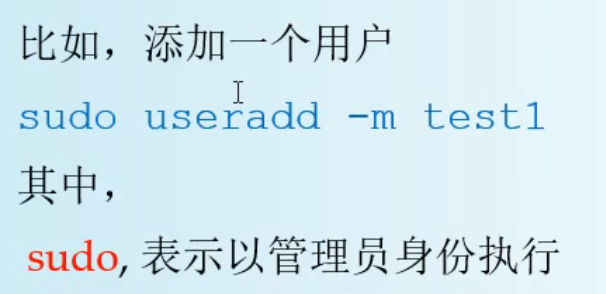 比如，添加一个用户
sudo useradd -m test1
其中，
sudo, 表示以管理员身份执行